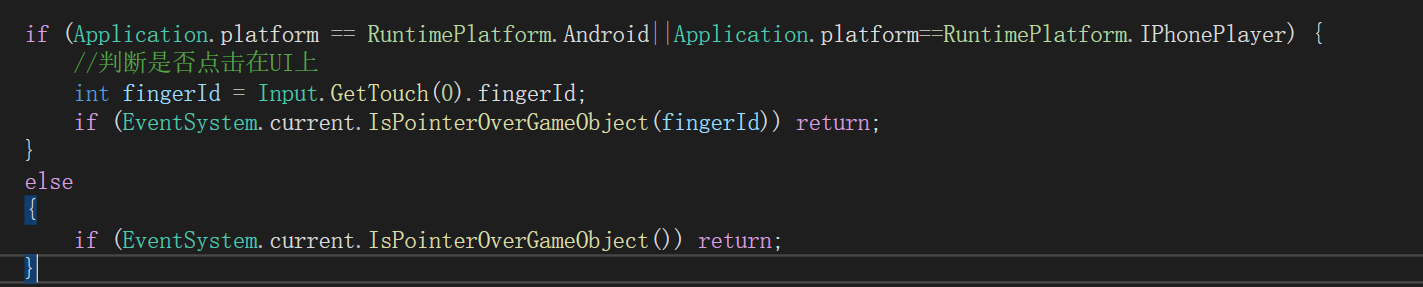 if (Application.platform == RuntimePlatform.Android||Application.platform==RuntimePlatform.IPhonePlayer) {
//判断是否点击在UI上
int fingerId = Input.GetTouch(0).fingerId;
if (EventSystem.current.IsPointerOverGameObject(fingerId)) return;
}
else
{
if (EventSystem.current.IsPointerOverGameObject()) return;
}